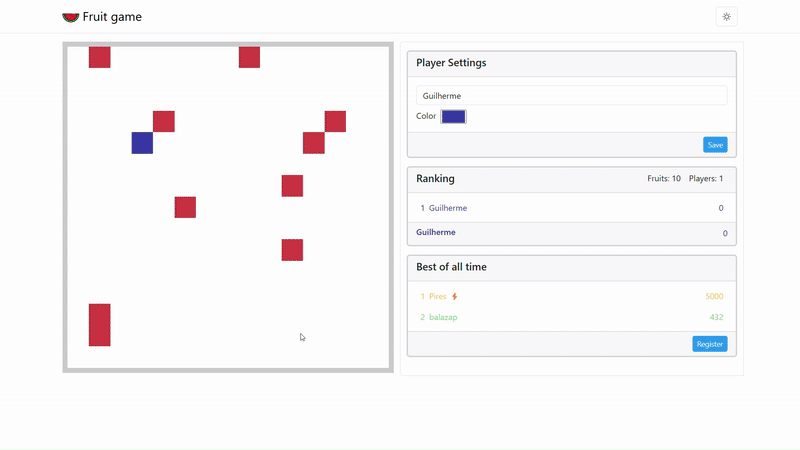 Fruit game
Player Settings
Guilherme
Color
Save
Ranking Fruits: 10 Players: 1
1 Guilherme 0
Guilherme 0
Best of all time
1 Pires 5000
2 balazap 432
Register